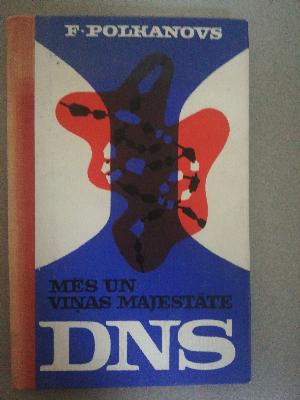 F·POLKANOVS
MĒS UN
VIŅAS MAJESTĀTE
DNS